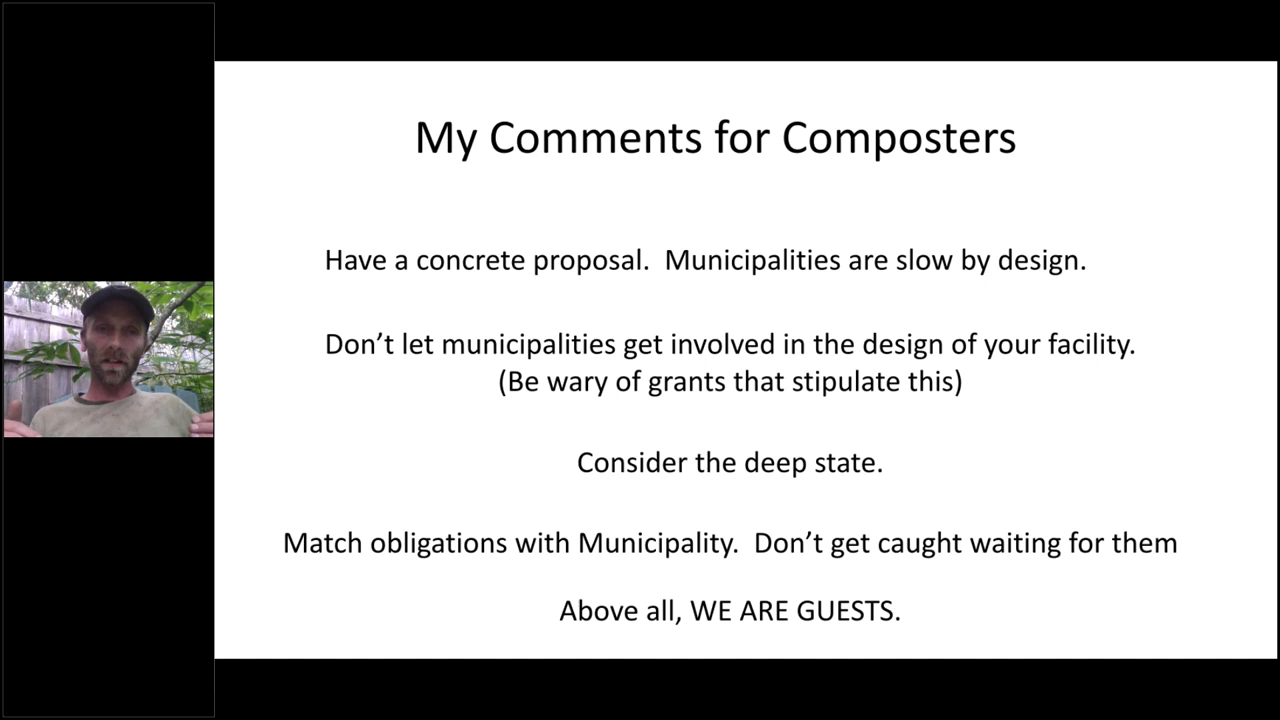 My Comments for Composters
Have a concrete proposal.  Municipalities are slow by design.
Don’t let municipalities get involved in the design of your facility.
(Be wary of grants that stipulate this)
Consider the deep state.
Match obligations with Municipality.  Don’t get caught waiting for them
Above all, WE ARE GUESTS.